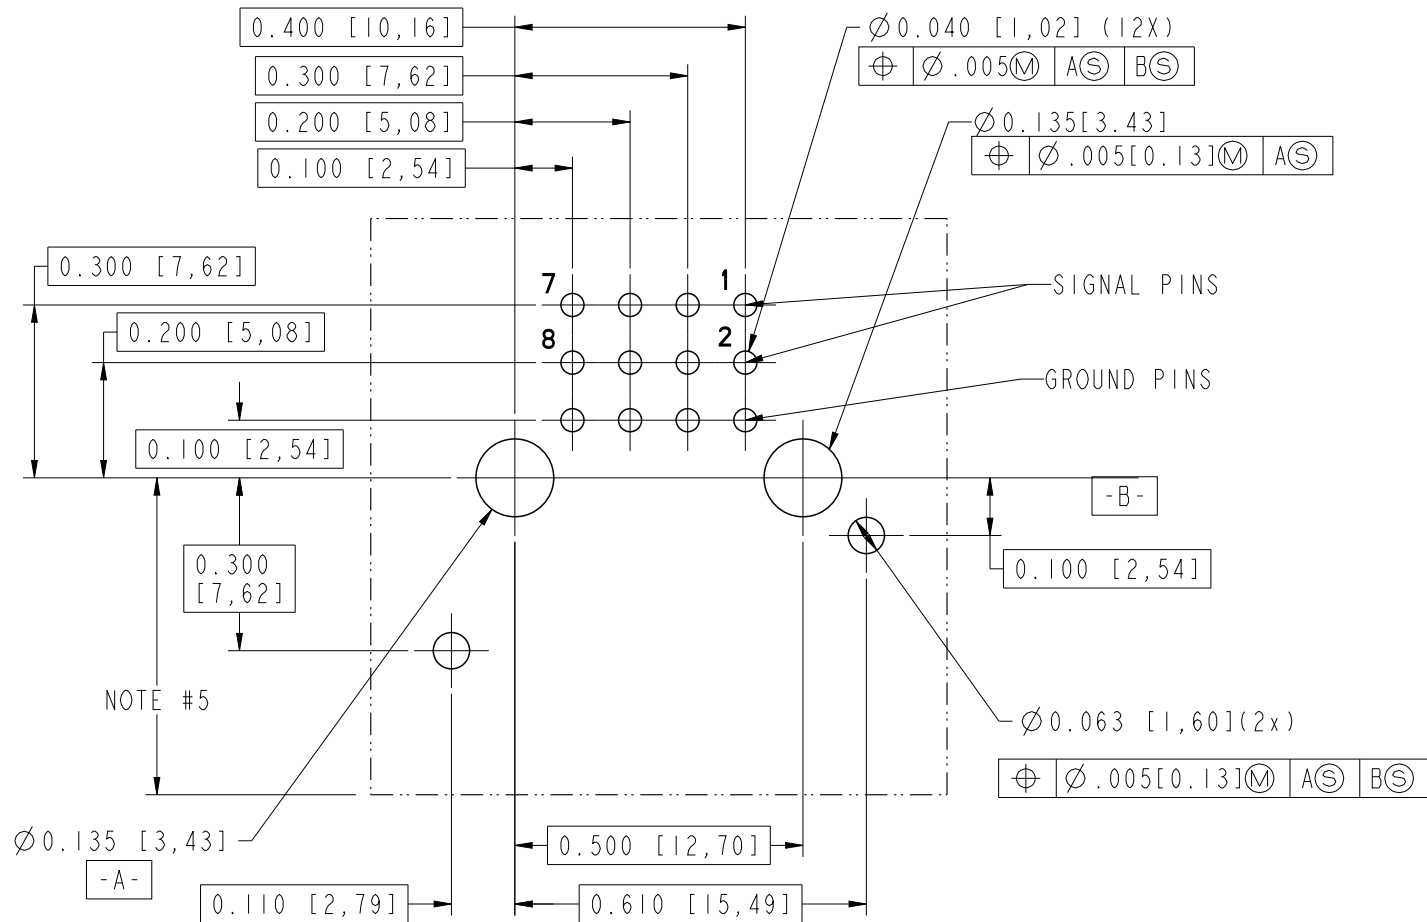 0.400 [10,16]
0.300 [7,62]
0.200 [5,08]
0.100 [2,54]
∅0.040 [1,02] (12X)
⌖ ∅.005Ⓜ AⓈ BⓈ
∅0.135[3.43]
⌖ ∅.005[0.13]Ⓜ AⓈ
0.300 [7,62]
7
1
SIGNAL PINS
0.200 [5,08]
8
2
GROUND PINS
0.100 [2,54]
-B-
0.300
[7,62]
0.100 [2,54]
NOTE #5
∅0.063 [1,60](2x)
⌖ ∅.005[0.13]Ⓜ AⓈ BⓈ
∅0.135 [3,43]
-A-
0.500 [12,70]
0.110 [2,79]
0.610 [15,49]